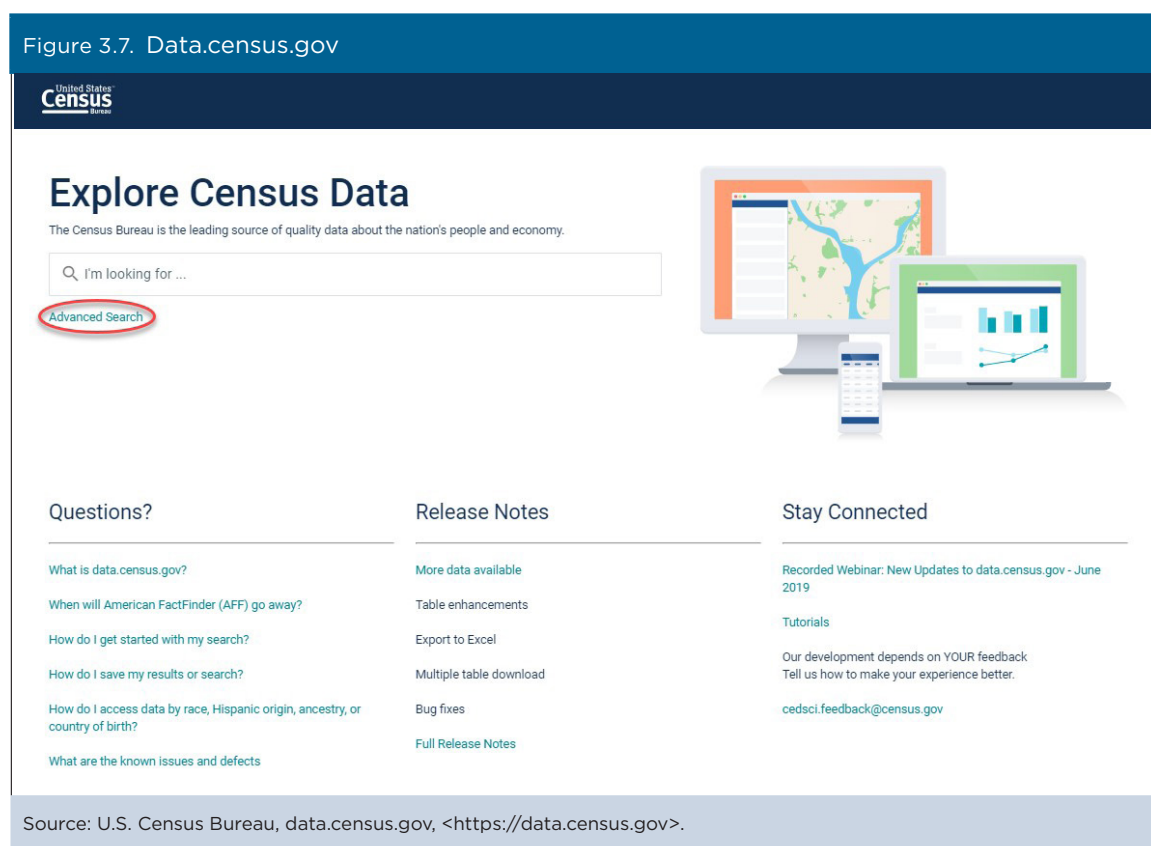 Figure 3.7. Data.census.gov
United States™
Census
Bureau
Explore Census Data
The Census Bureau is the leading source of quality data about the nation's people and economy.
I'm looking for ...
Advanced Search
Questions?
What is data.census.gov?
When will American FactFinder (AFF) go away?
How do I get started with my search?
How do I save my results or search?
How do I access data by race, Hispanic origin, ancestry, or
country of birth?
What are the known issues and defects
Release Notes
More data available
Table enhancements
Export to Excel
Multiple table download
Bug fixes
Full Release Notes
Stay Connected
Recorded Webinar: New Updates to data.census.gov - June
2019
Tutorials
Our development depends on YOUR feedback
Tell us how to make your experience better.
cedsci.feedback@census.gov
Source: U.S. Census Bureau, data.census.gov, <https://data.census.gov>.